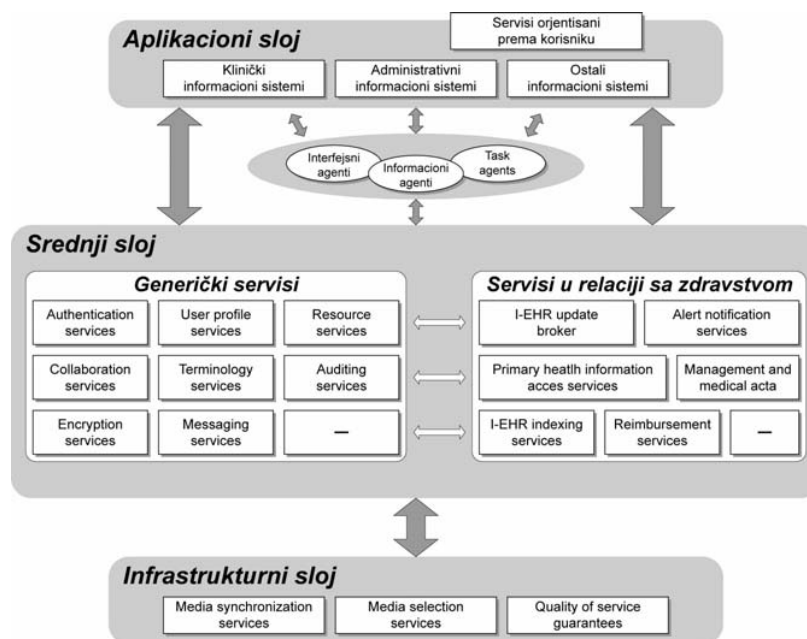 Aplikacioni sloj
Servisi orjentisani
prema korisniku
Klinički
informacioni sistemi
Administrativni
informacioni sistemi
Ostali
informacioni sistemi
Interfejsni
agenti
Informacioni
agenti
Task
agents
Srednji sloj
Generički servisi
Authentication
services
User profile
services
Resource
services
Collaboration
services
Terminology
services
Auditing
services
Encryption
services
Messaging
services
—
Servisi u relaciji sa zdravstvom
I-EHR update
broker
Alert notification
services
Primary heatlh information
acces services
Management and
medical acta
I-EHR indexing
services
Reimbursement
services
—
Infrastrukturni sloj
Media synchronization
services
Media selection
services
Quality of service
guarantees